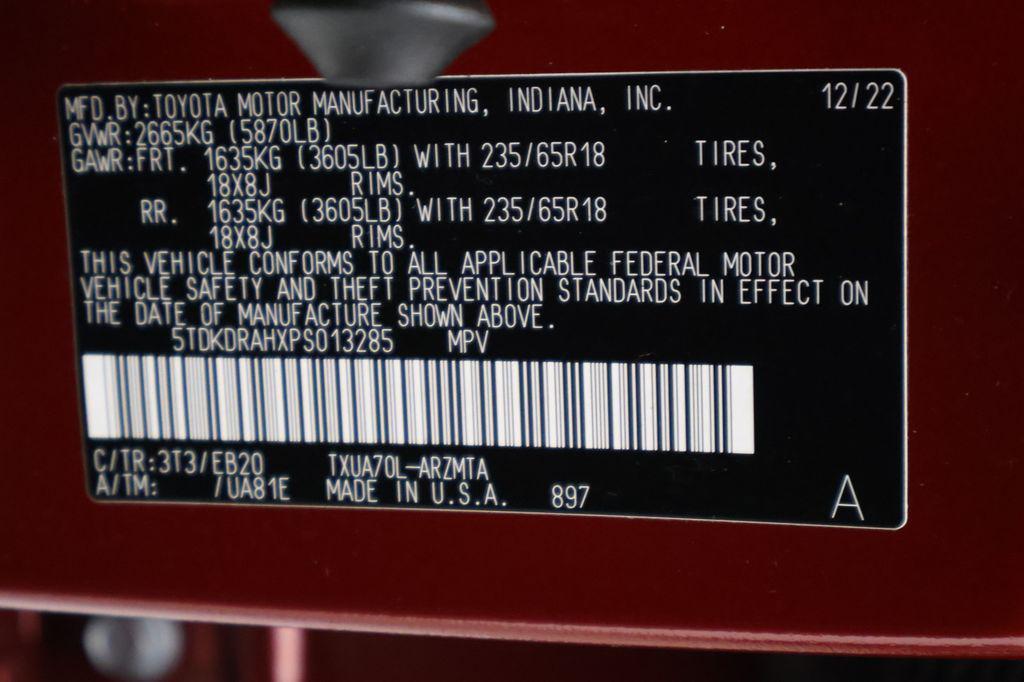 MFD.BY:TOYOTA MOTOR MANUFACTURING, INDIANA, INC. 12/22
GVWR:2665KG (5870LB)
GAWR:FRT. 1635KG (3605LB) WITH 235/65R18 TIRES,
18X8J RIMS.
RR. 1635KG (3605LB) WITH 235/65R18 TIRES,
18X8J RIMS.
THIS VEHICLE CONFORMS TO ALL APPLICABLE FEDERAL MOTOR
VEHICLE SAFETY AND THEFT PREVENTION STANDARDS IN EFFECT ON
THE DATE OF MANUFACTURE SHOWN ABOVE.
5TDKDRAHXPS013285 MPV
C/TR:3T3/EB20 TXUA70L-ARZMTA
A/TM: /UA81E MADE IN U.S.A. 897 A